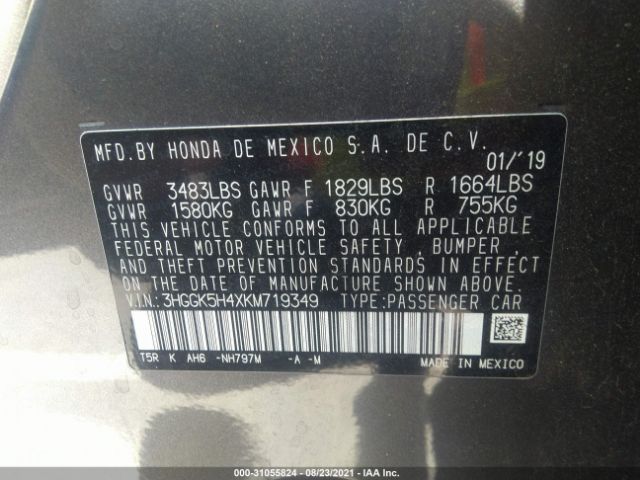 MFD.BY HONDA DE MEXICO S.A. DE C.V.
01/'19
GVWR 3483LBS GAWR F 1829LBS R 1664LBS
GVWR 1580KG GAWR F 830KG R 755KG
THIS VEHICLE CONFORMS TO ALL APPLICABLE
FEDERAL MOTOR VEHICLE SAFETY, BUMPER,
AND THEFT PREVENTION STANDARDS IN EFFECT
ON THE DATE OF MANUFACTURE SHOWN ABOVE.
V.IN.: 3HGGK5H4XKM719349 TYPE:PASSENGER CAR
T5R K AH6 -NH797M -A -M MADE IN MEXICO
000-31055824 - 08/23/2021 - IAA Inc.